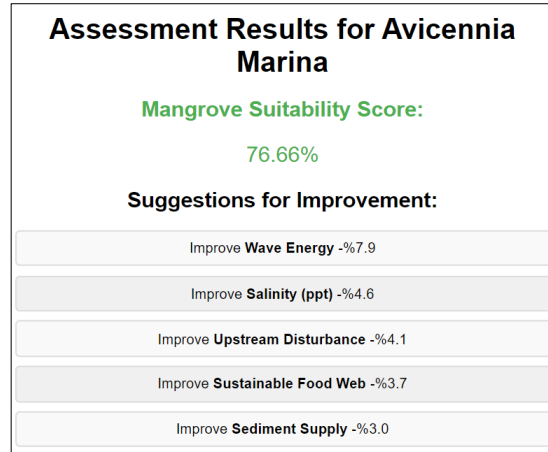 Assessment Results for Avicennia
Marina
Mangrove Suitability Score:
76.66%
Suggestions for Improvement:
Improve Wave Energy -%7.9
Improve Salinity (ppt) -%4.6
Improve Upstream Disturbance -%4.1
Improve Sustainable Food Web -%3.7
Improve Sediment Supply -%3.0